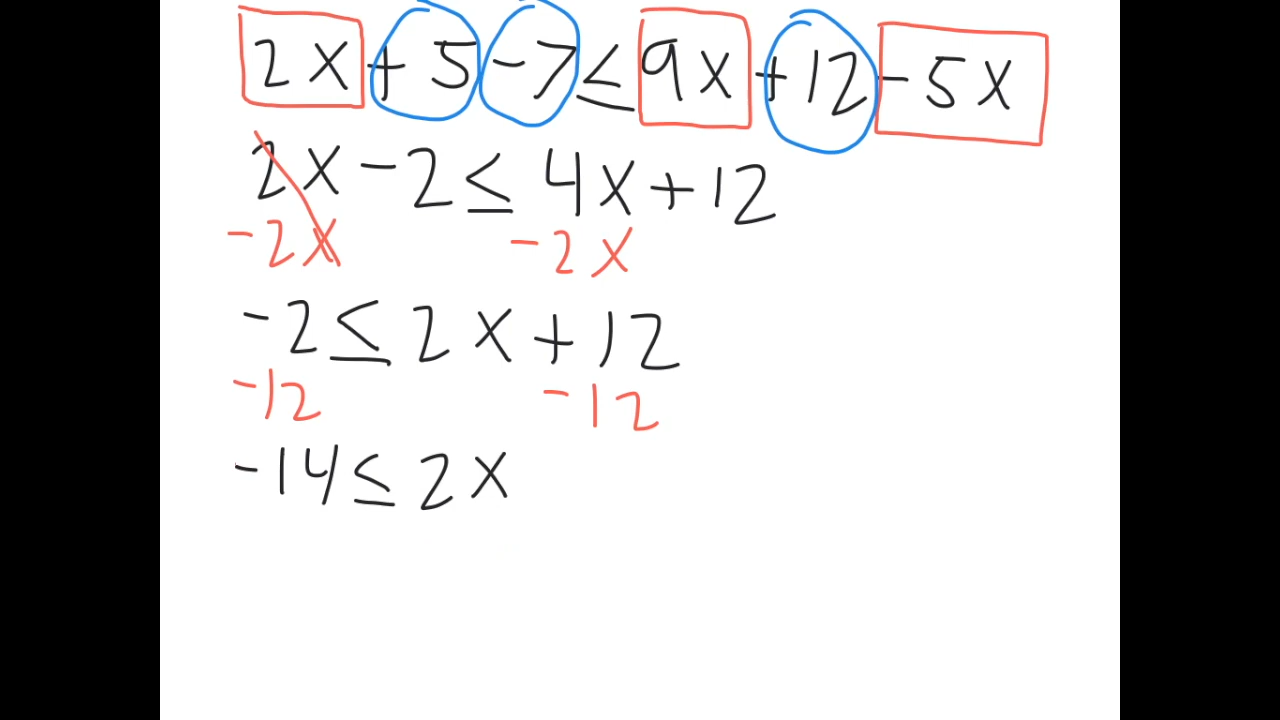 2x + 5 - 7 ≤ 9x + 12 - 5x
2x - 2 ≤ 4x + 12
-2x -2x
-2 ≤ 2x + 12
-12 -12
-14 ≤ 2x